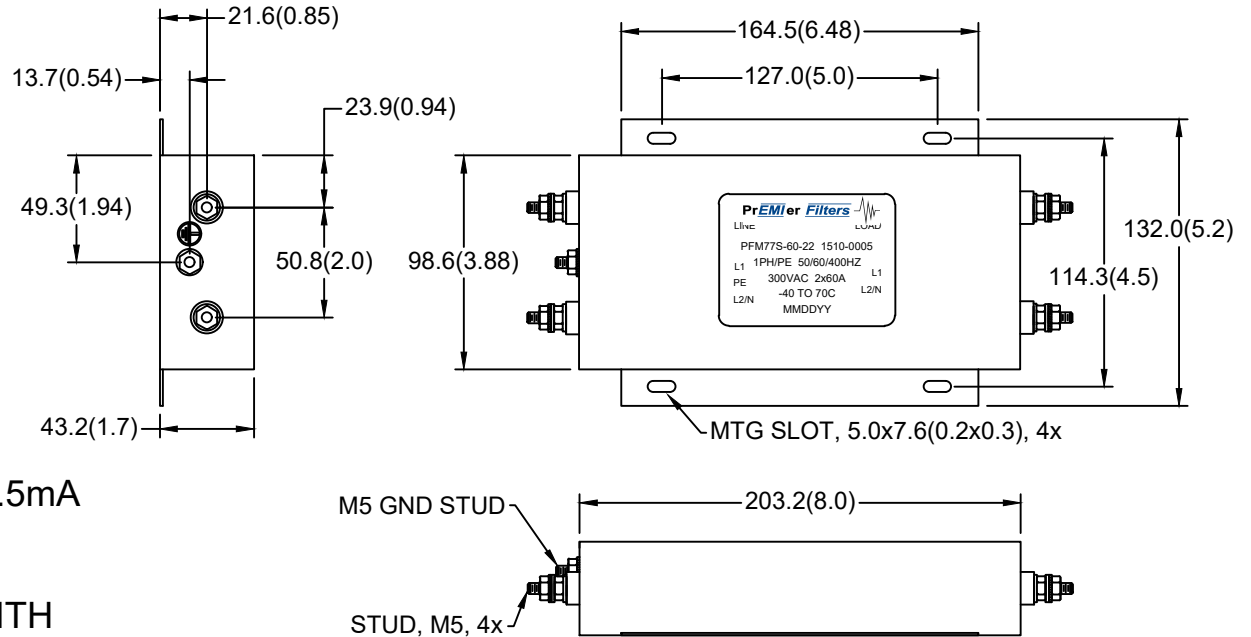 21.6(0.85)
13.7(0.54)
23.9(0.94)
49.3(1.94)
50.8(2.0)
43.2(1.7)
164.5(6.48)
127.0(5.0)
98.6(3.88)
132.0(5.2)
114.3(4.5)
PrEMIer Filters
LINE LOAD
PFM77S-60-22 1510-0005
1PH/PE 50/60/400HZ
L1 300VAC 2x60A L1
PE -40 TO 70C L2/N
L2/N MMDDYY
MTG SLOT, 5.0x7.6(0.2x0.3), 4x
.5mA
M5 GND STUD
203.2(8.0)
STUD, M5, 4x